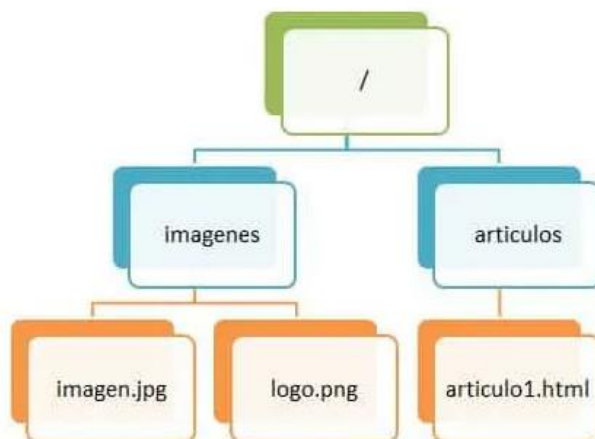 /
imagenes
articulos
imagen.jpg
logo.png
articulo1.html